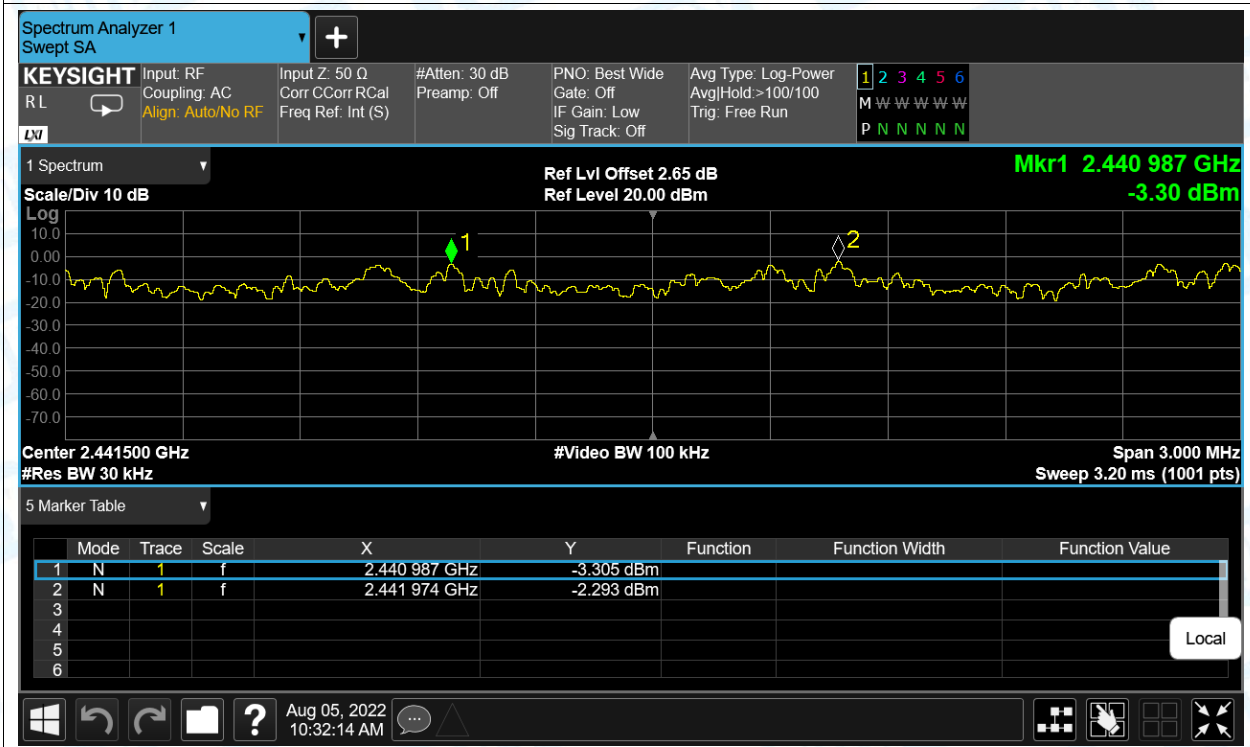 Spectrum Analyzer 1
Swept SA
+
KEYSIGHT
RL
LXI
Input: RF
Coupling: AC
Align: Auto/No RF
Input Z: 50 Ω
Corr CCorr RCal
Freq Ref: Int (S)
#Atten: 30 dB
Preamp: Off
PNO: Best Wide
Gate: Off
IF Gain: Low
Sig Track: Off
Avg Type: Log-Power
Avg|Hold:>100/100
Trig: Free Run
1 2 3 4 5 6
M W W W W W
P N N N N N
1 Spectrum
Scale/Div 10 dB
Ref Lvl Offset 2.65 dB
Ref Level 20.00 dBm
Mkr1 2.440 987 GHz
-3.30 dBm
Log
10.0
0.00
-10.0
-20.0
-30.0
-40.0
-50.0
-60.0
-70.0
1
2
Center 2.441500 GHz
#Video BW 100 kHz
Span 3.000 MHz
#Res BW 30 kHz
Sweep 3.20 ms (1001 pts)
5 Marker Table
Mode Trace Scale X Y Function Function Width Function Value
1 N 1 f 2.440 987 GHz -3.305 dBm
2 N 1 f 2.441 974 GHz -2.293 dBm
3
4
5
6
Local
?
Aug 05, 2022
10:32:14 AM